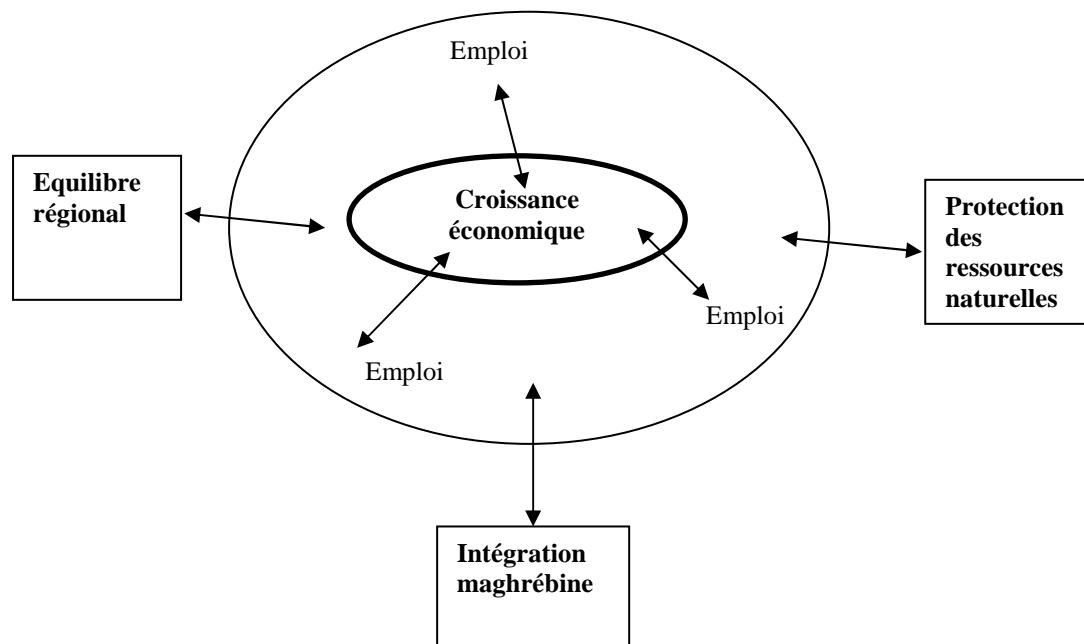 Emploi
Equilibre
régional
Croissance
économique
Protection
des
ressources
naturelles
Emploi
Emploi
Intégration
maghrébine